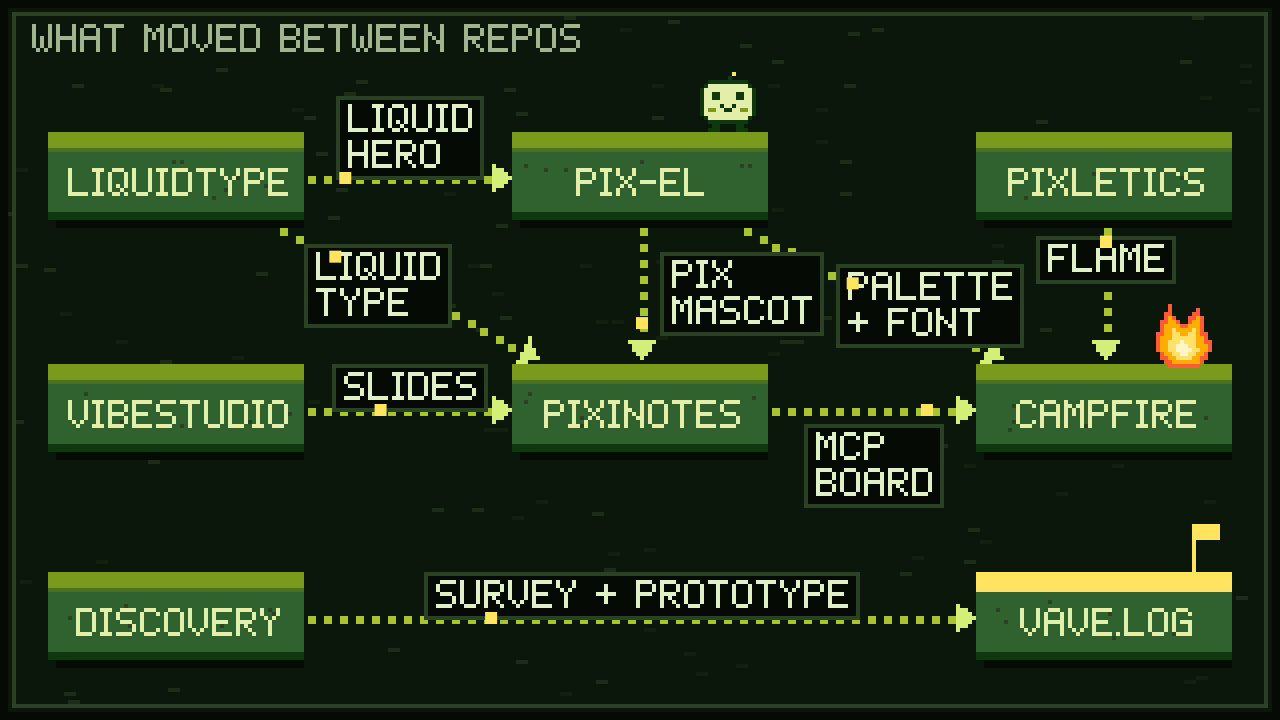 WHAT MOVED BETWEEN REPOS
LIQUID
HERO
LIQUIDTYPE
PIX-EL
PIXLETICS
LIQUID
TYPE
PIX
MASCOT
PALETTE
+ FONT
FLAME
SLIDES
VIBESTUDIO
PIXINOTES
CAMPFIRE
MCP
BOARD
SURVEY + PROTOTYPE
DISCOVERY
VAVE.LOG